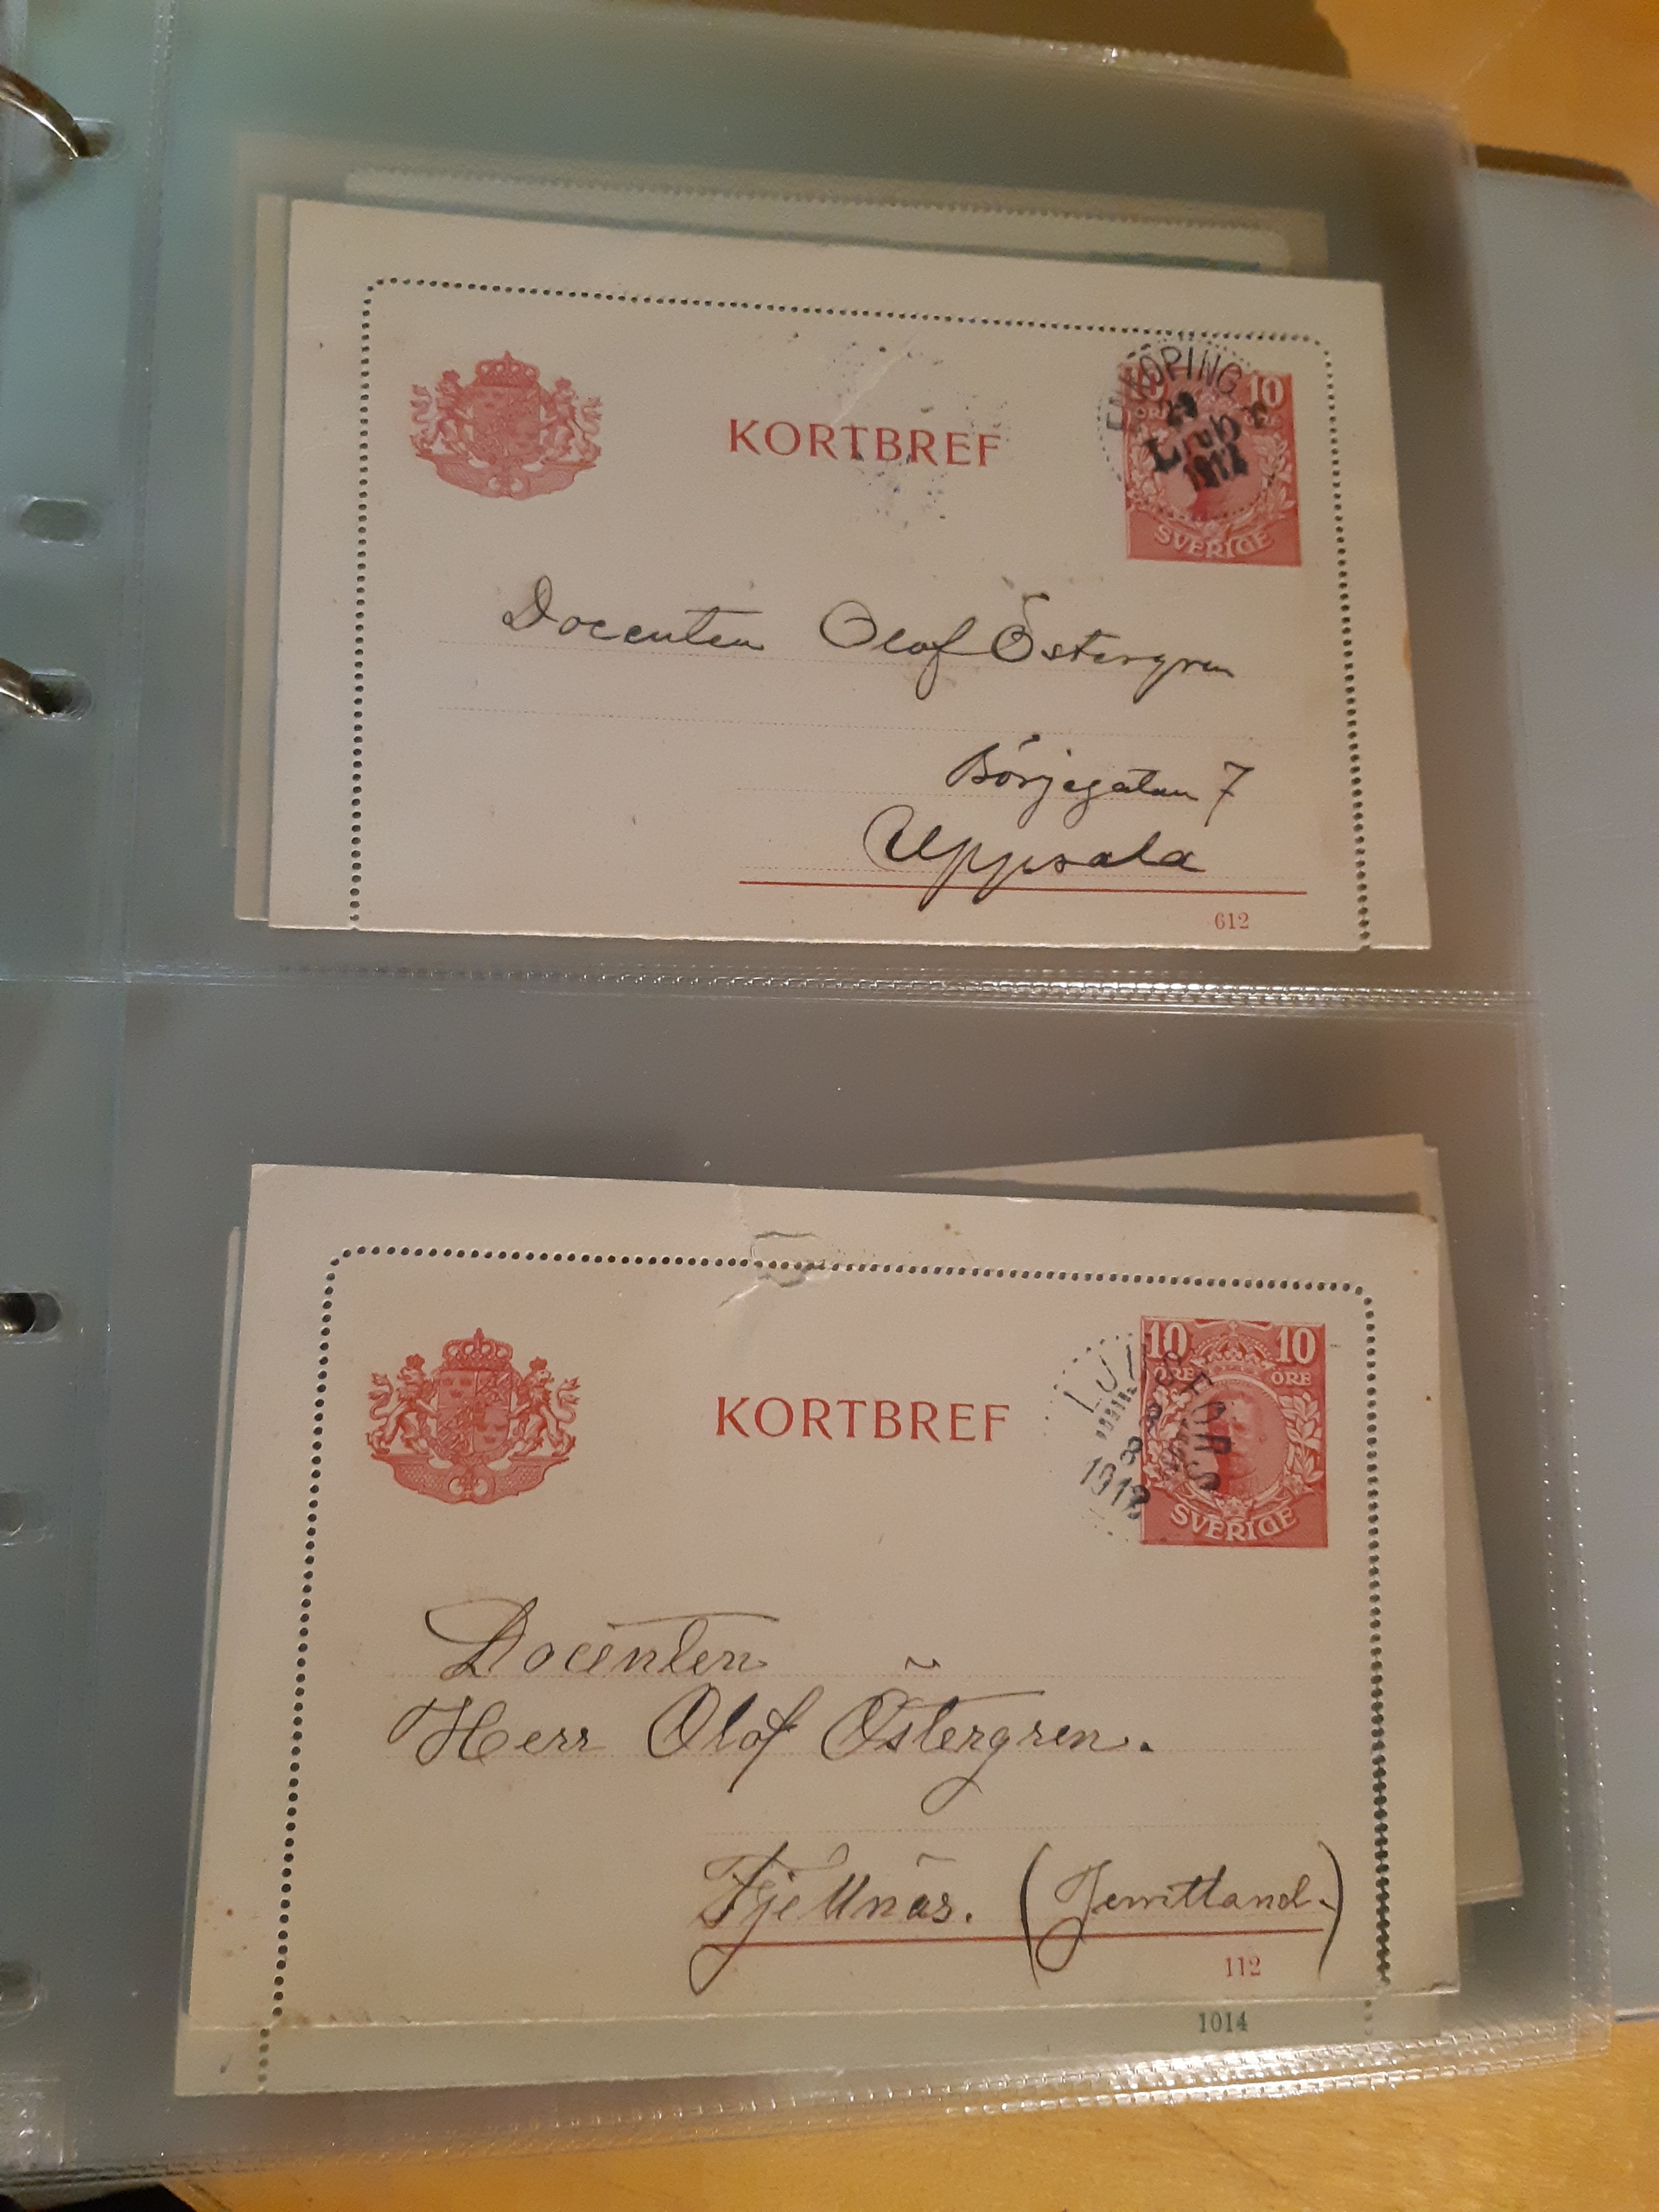 KORTBREF
ENKÖPING
10 10
SVERIGE
Docenten Olof Östergren
Börjegatan 7
Uppsala
612
KORTBREF
10 10
ÖRE ÖRE
SVERIGE
Docenten
Herr Olof Östergren.
Fjellnäs. (Jemtland.)
112
1014